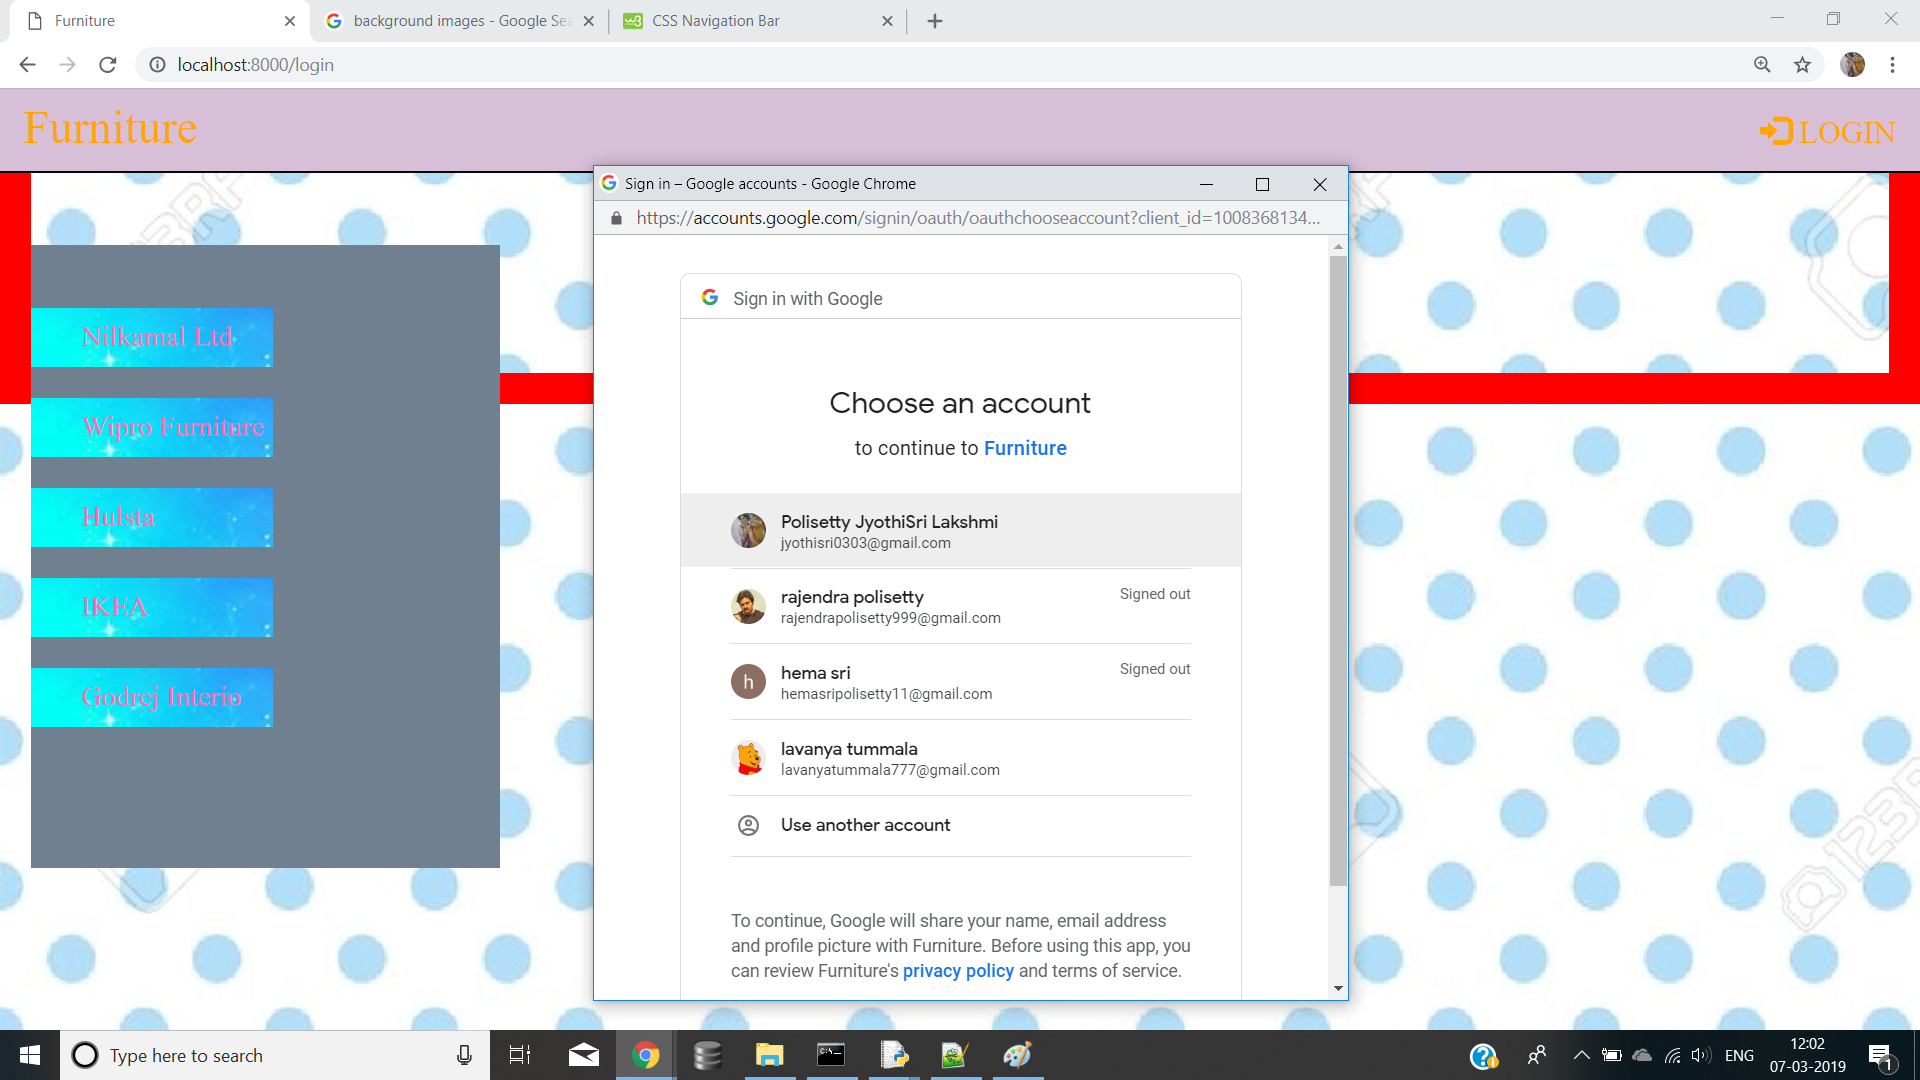 Furniture
background images - Google Sea
CSS Navigation Bar
localhost:8000/login
Furniture
LOGIN
Nilkamal Ltd
Wipro Furniture
Hulsta
IKEA
Godrej Interio
Sign in – Google accounts - Google Chrome
https://accounts.google.com/signin/oauth/oauthchooseaccount?client_id=1008368134...
Sign in with Google
Choose an account
to continue to Furniture
Polisetty JyothiSri Lakshmi
jyothisri0303@gmail.com
rajendra polisetty
Signed out
rajendrapolisetty999@gmail.com
hema sri
Signed out
hemasripolisetty11@gmail.com
lavanya tummala
lavanyatummala777@gmail.com
Use another account
To continue, Google will share your name, email address
and profile picture with Furniture. Before using this app, you
can review Furniture's privacy policy and terms of service.
123RF
Type here to search
ENG
12:02
07-03-2019
1